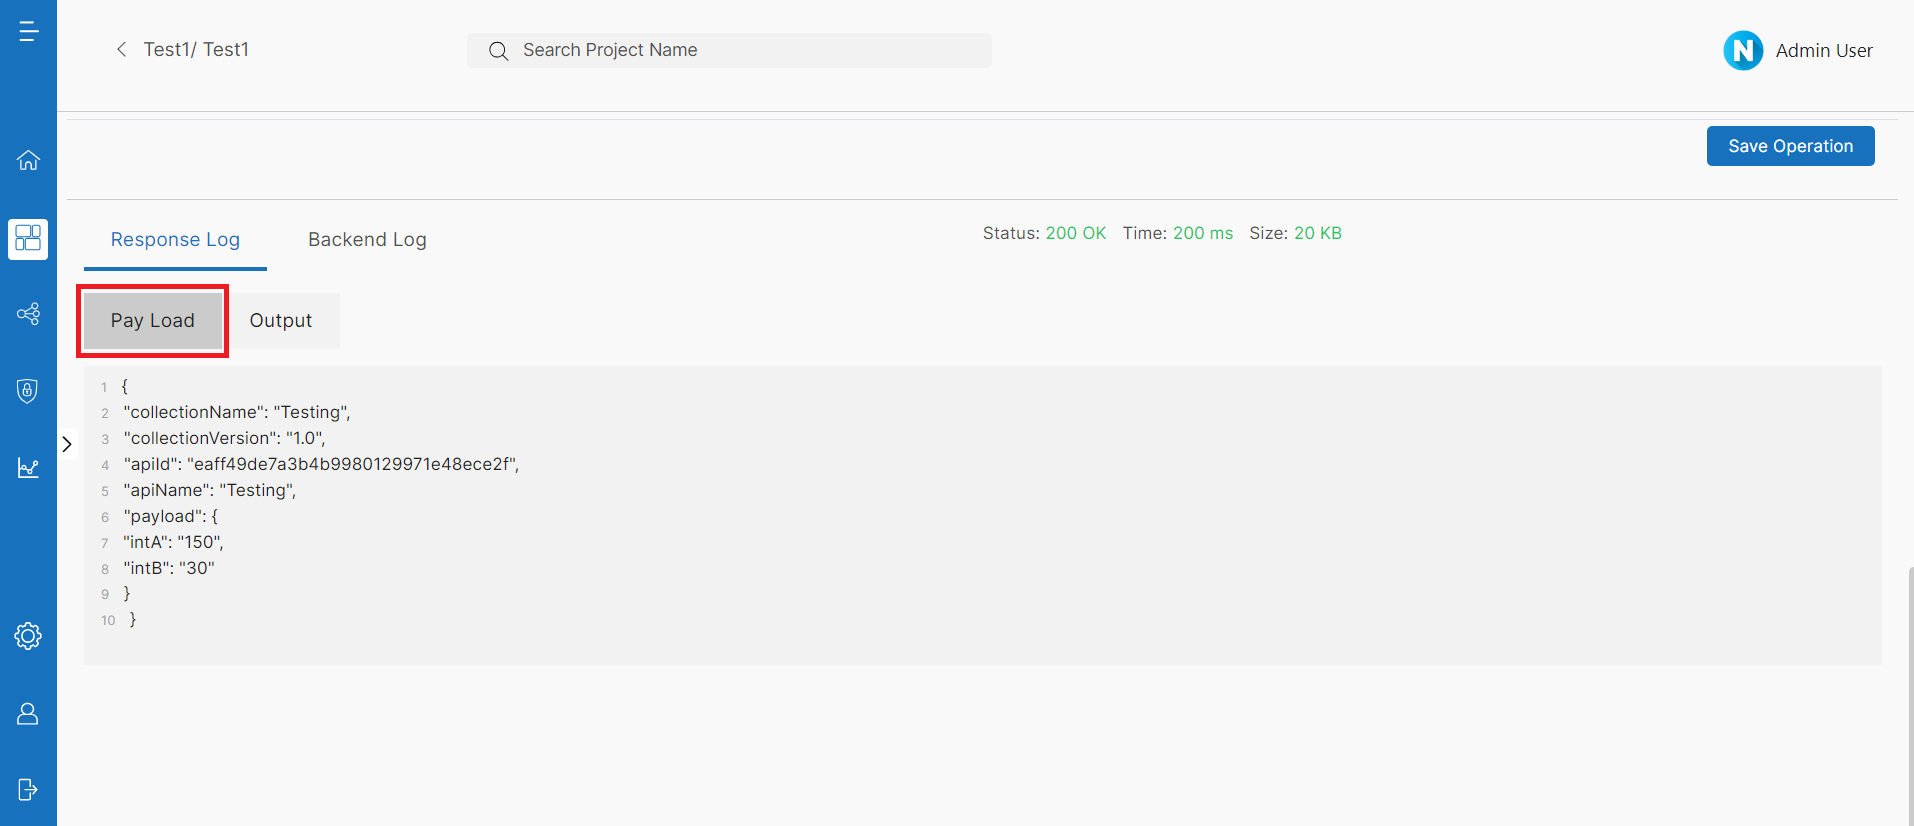 Test1/ Test1
Search Project Name
N Admin User
Save Operation
Response Log
Backend Log
Status: 200 OK Time: 200 ms Size: 20 KB
Pay Load
Output
1 {
2 "collectionName": "Testing",
3 "collectionVersion": "1.0",
4 "apiId": "eaff49de7a3b4b9980129971e48ece2f",
5 "apiName": "Testing",
6 "payload": {
7 "intA": "150",
8 "intB": "30"
9 }
10 }